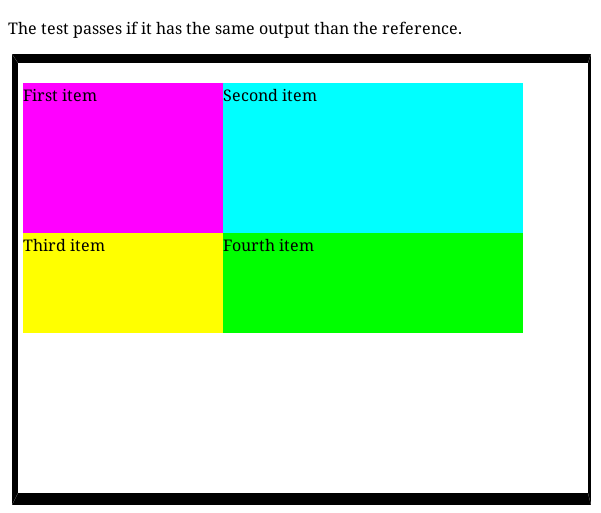 The test passes if it has the same output than the reference.
First item
Second item
Third item
Fourth item